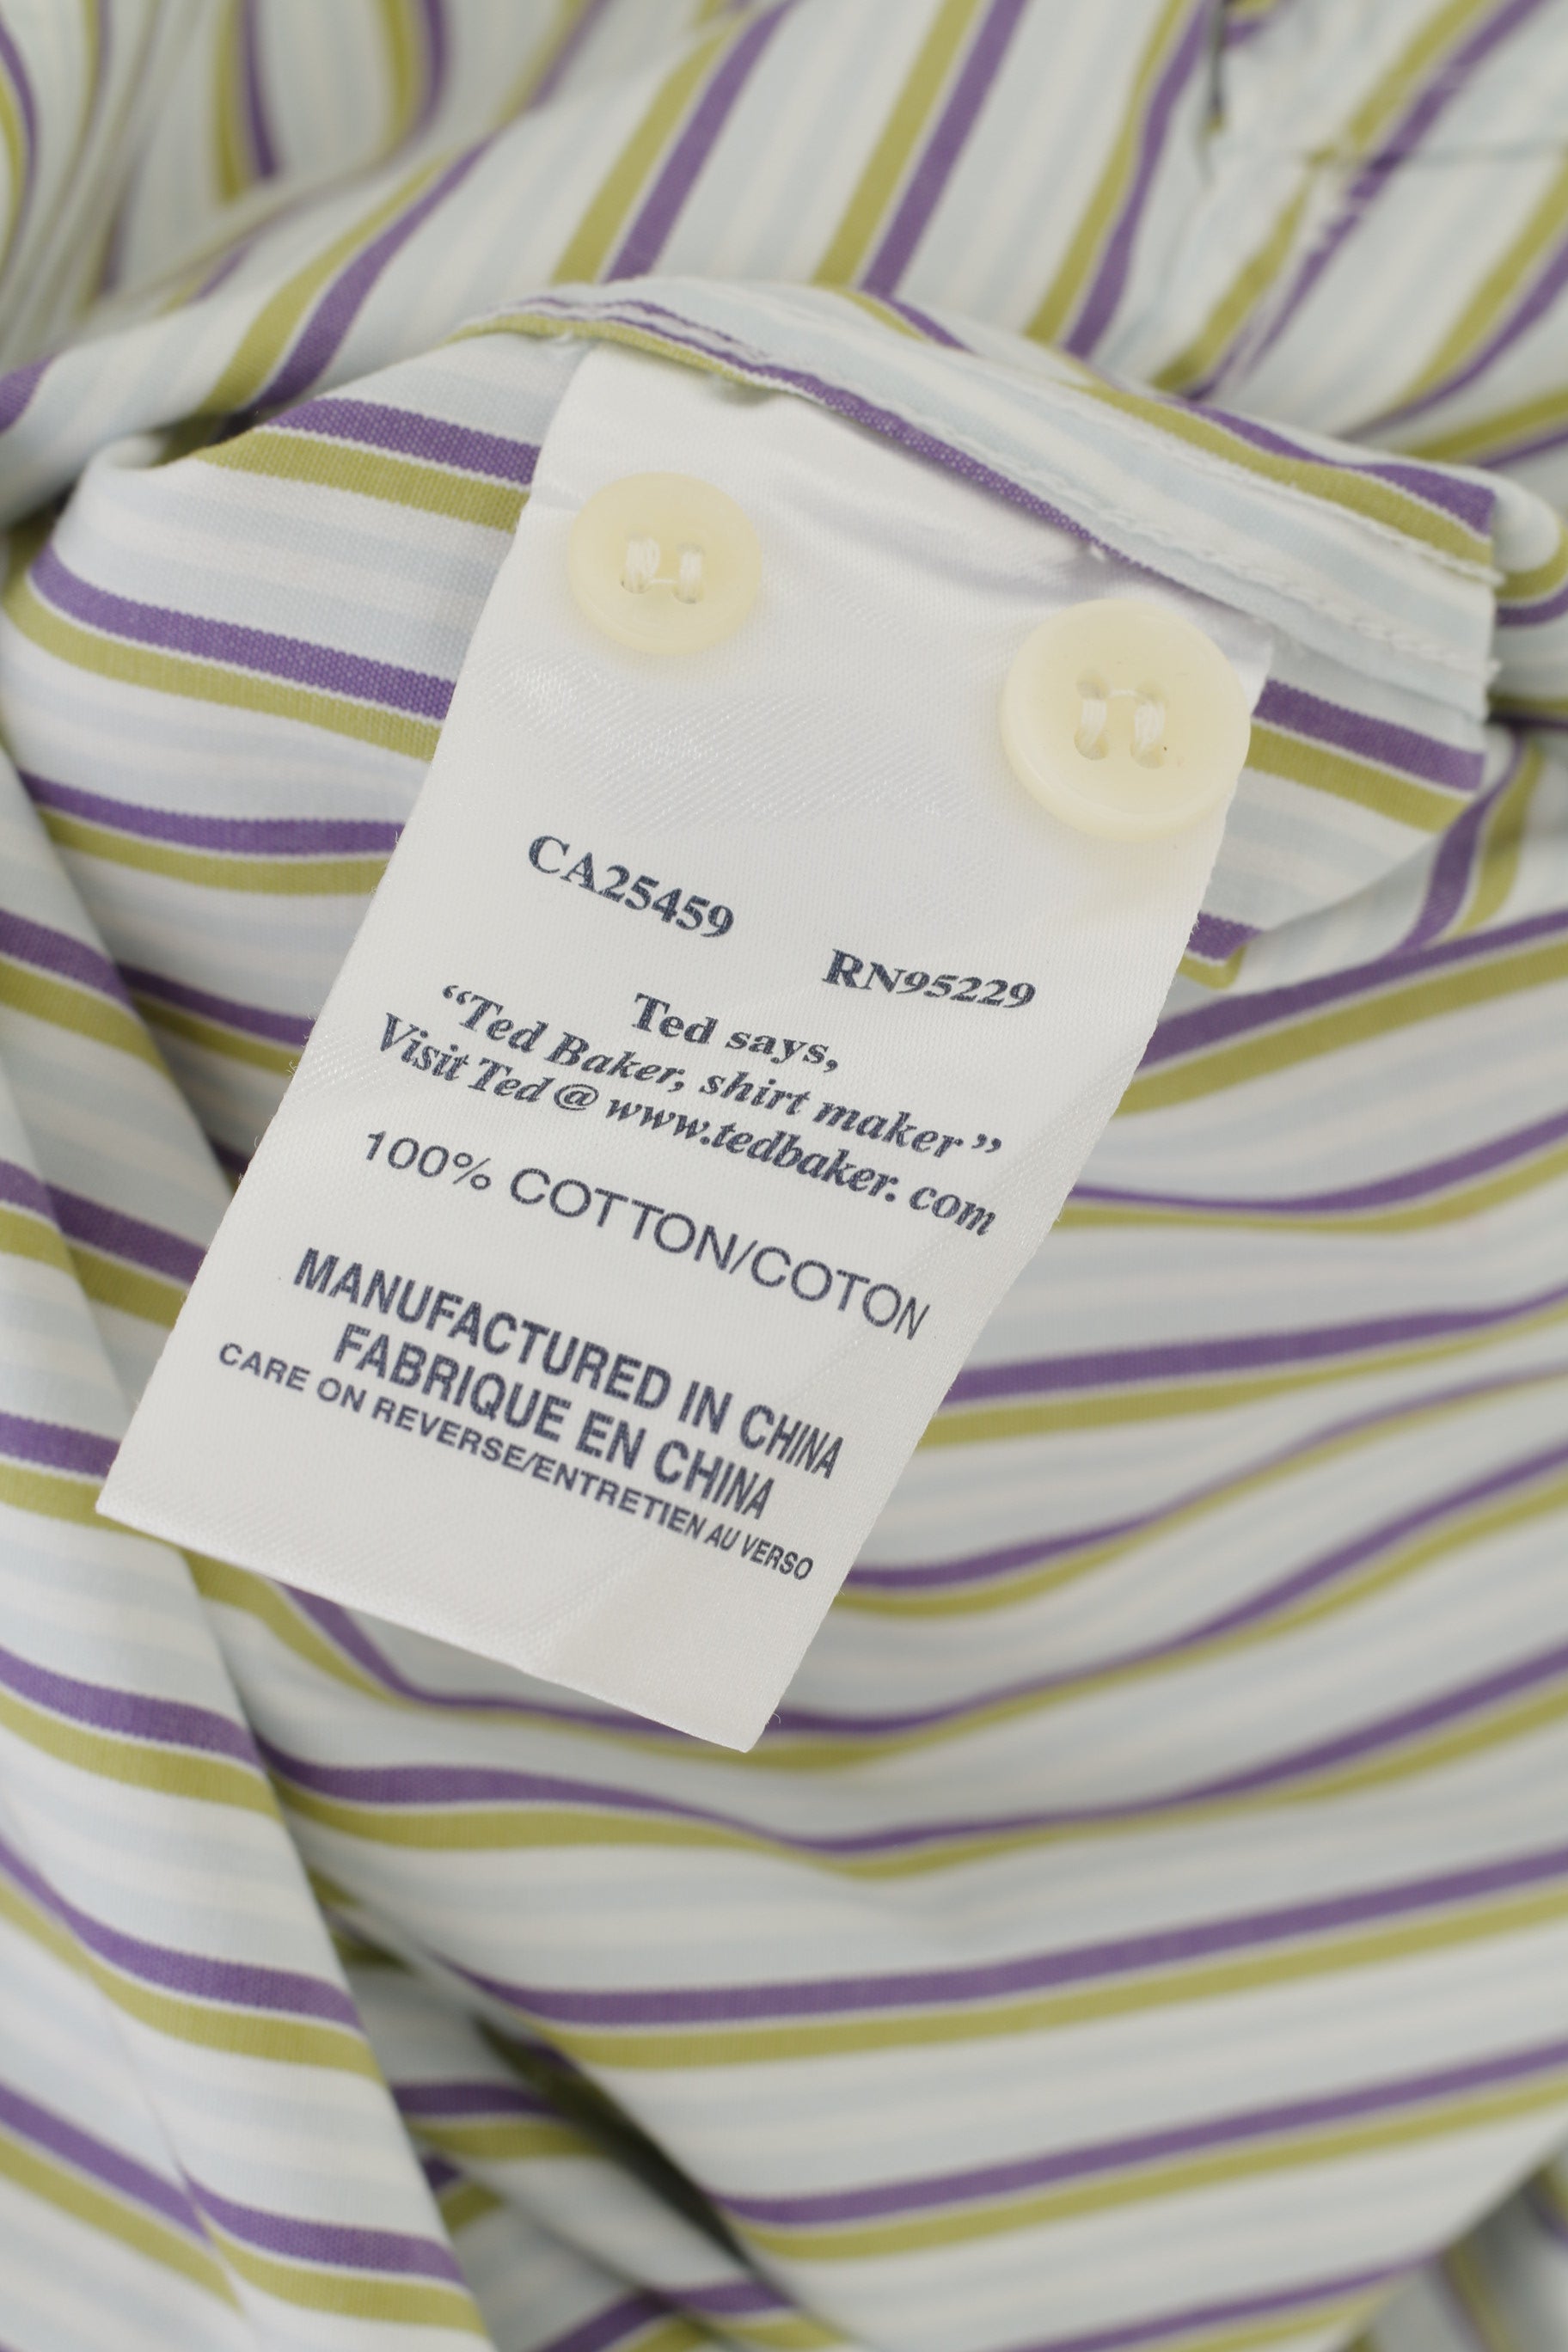 CA25459
RN95229
Ted says,
“Ted Baker, shirt maker”
Visit Ted @ www.tedbaker. com
100% COTTON/COTON
MANUFACTURED IN CHINA
FABRIQUE EN CHINA
CARE ON REVERSE/ENTRETIEN AU VERSO